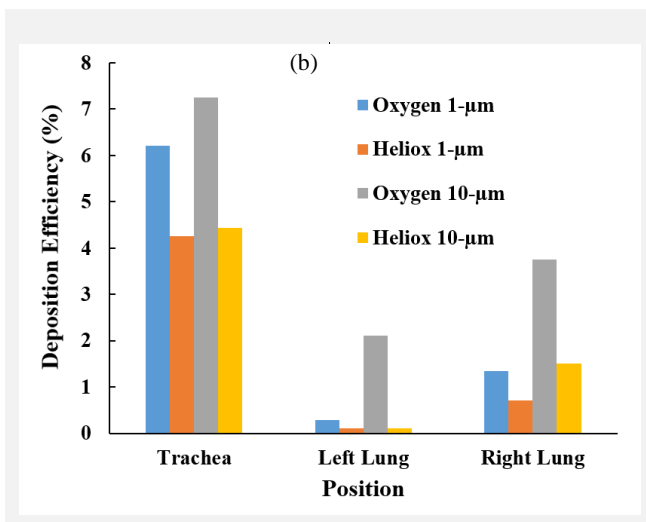 (b)
8
7
6
5
4
3
2
1
0
Deposition Efficiency (%)
Oxygen 1-µm
Heliox 1-µm
Oxygen 10-µm
Heliox 10-µm
Trachea Left Lung Right Lung
Position